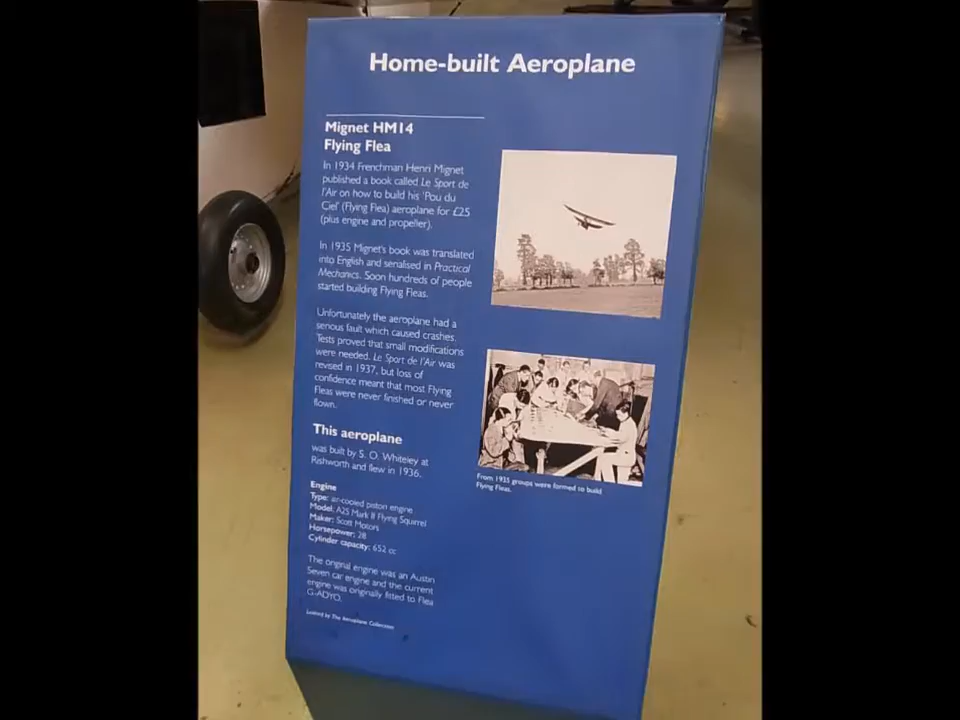 Home-built Aeroplane
Mignet HM14
Flying Flea
In 1934 Frenchman Henri Mignet
published a book called Le Sport de
l'Air on how to build his 'Pou du
Ciel' (Flying Flea) aeroplane for £25
(plus engine and propeller).
In 1935 Mignet's book was translated
into English and serialised in Practical
Mechanics. Soon hundreds of people
started building Flying Fleas.
Unfortunately the aeroplane had a
serious fault which caused crashes.
Tests proved that small modifications
were needed. Le Sport de l'Air was
revised in 1937, but loss of
confidence meant that most Flying
Fleas were never finished or never
flown.
This aeroplane
was built by S. O. Whiteley at
Rishworth and flew in 1936.
Engine
Type: air-cooled piston engine
Model: A2S Mark II Flying Squirrel
Maker: Scott Motors
Horsepower: 28
Cylinder capacity: 652 cc
The original engine was an Austin
Seven car engine and the current
engine was originally fitted to Flea
G-ADYO.
Loaned by The Aeroplane Collection
From 1935 groups were formed to build
Flying Fleas.